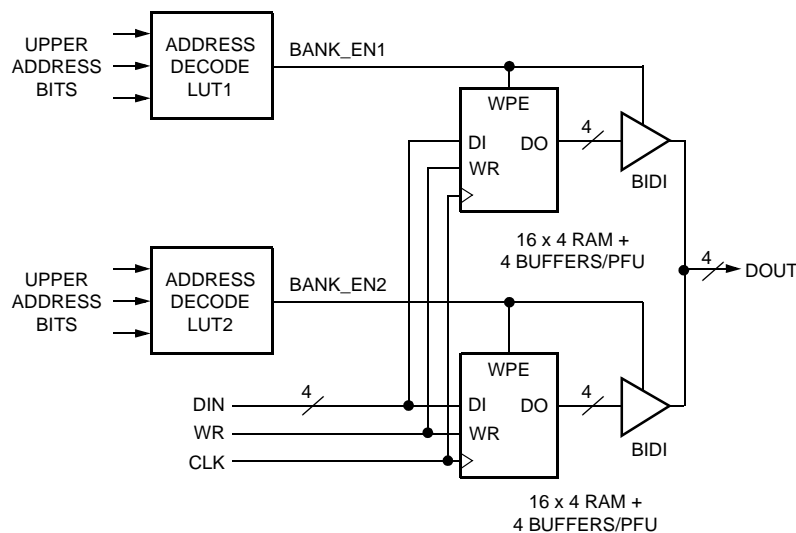 UPPER
ADDRESS
BITS
ADDRESS
DECODE
LUT1
BANK_EN1
WPE
DI
DO
WR
4
BIDI
16 x 4 RAM +
4 BUFFERS/PFU
4
DOUT
UPPER
ADDRESS
BITS
ADDRESS
DECODE
LUT2
BANK_EN2
WPE
DI
DO
WR
4
BIDI
DIN
4
WR
CLK
16 x 4 RAM +
4 BUFFERS/PFU